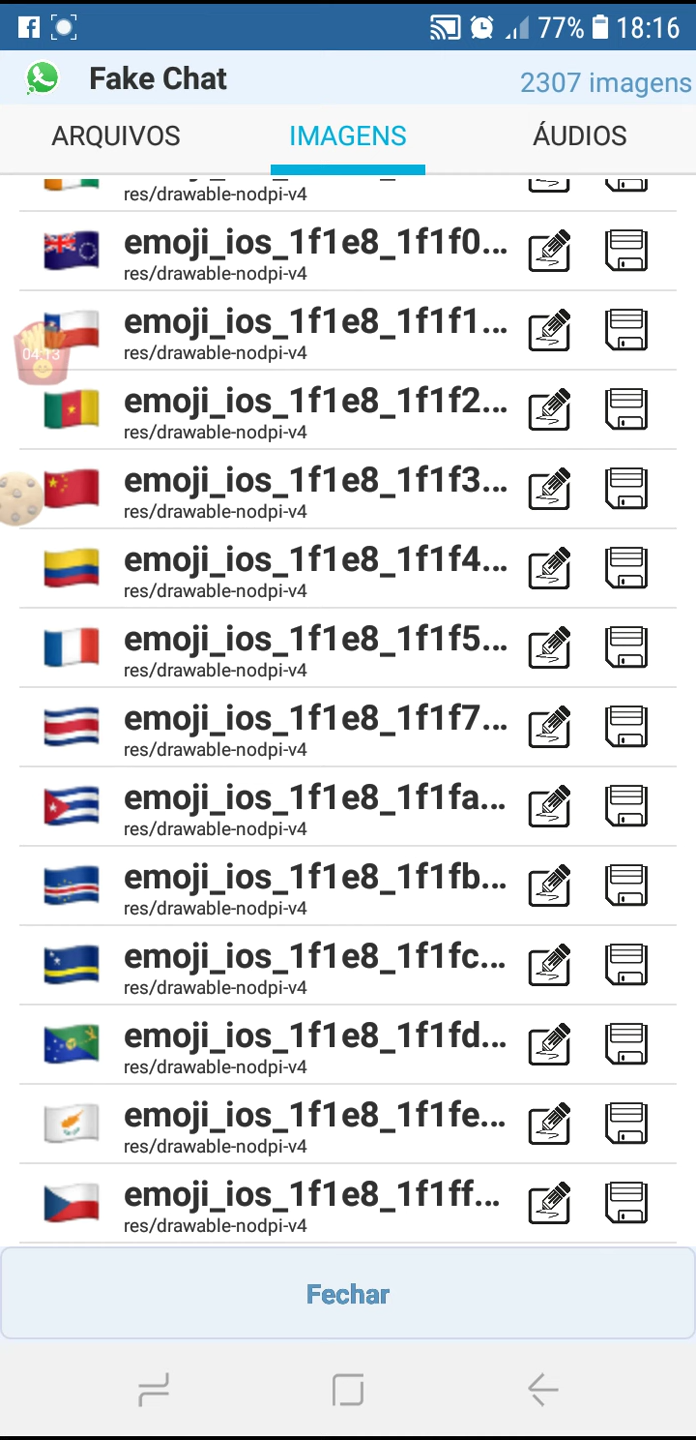 77% 18:16
Fake Chat
2307 imagens
ARQUIVOS IMAGENS ÁUDIOS
res/drawable-nodpi-v4
emoji_ios_1f1e8_1f1f0...
res/drawable-nodpi-v4
emoji_ios_1f1e8_1f1f1...
res/drawable-nodpi-v4
04:13
emoji_ios_1f1e8_1f1f2...
res/drawable-nodpi-v4
emoji_ios_1f1e8_1f1f3...
res/drawable-nodpi-v4
emoji_ios_1f1e8_1f1f4...
res/drawable-nodpi-v4
emoji_ios_1f1e8_1f1f5...
res/drawable-nodpi-v4
emoji_ios_1f1e8_1f1f7...
res/drawable-nodpi-v4
emoji_ios_1f1e8_1f1fa...
res/drawable-nodpi-v4
emoji_ios_1f1e8_1f1fb...
res/drawable-nodpi-v4
emoji_ios_1f1e8_1f1fc...
res/drawable-nodpi-v4
emoji_ios_1f1e8_1f1fd...
res/drawable-nodpi-v4
emoji_ios_1f1e8_1f1fe...
res/drawable-nodpi-v4
emoji_ios_1f1e8_1f1ff...
res/drawable-nodpi-v4
Fechar